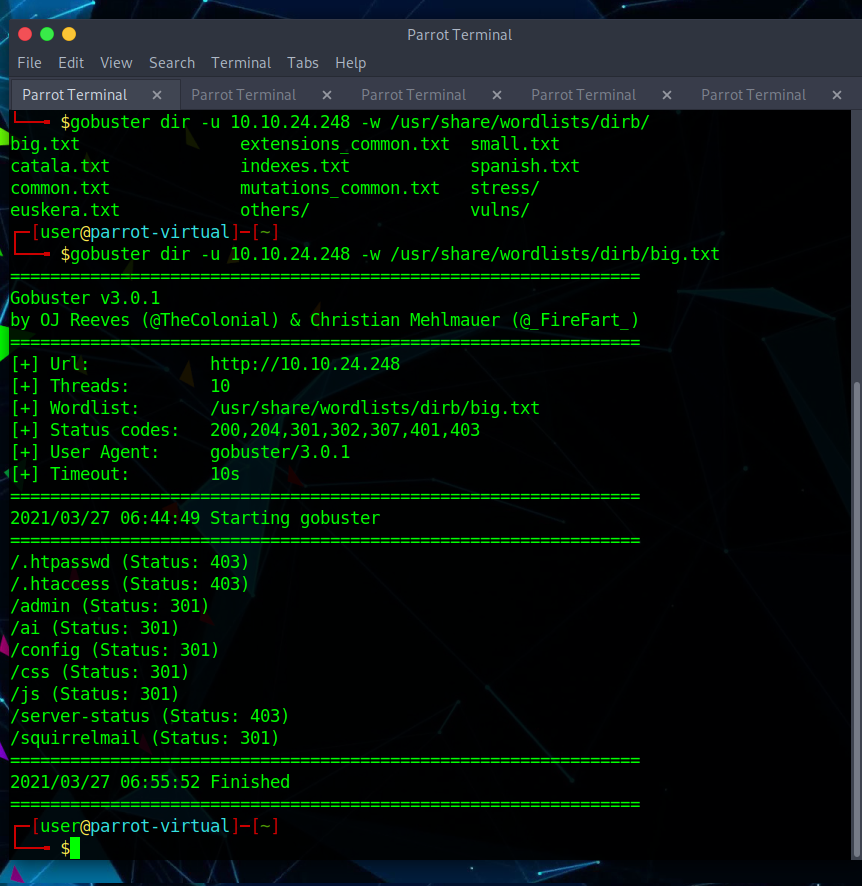 Parrot Terminal
File Edit View Search Terminal Tabs Help
Parrot Terminal × Parrot Terminal × Parrot Terminal × Parrot Terminal × Parrot Terminal ×
└──╼ $gobuster dir -u 10.10.24.248 -w /usr/share/wordlists/dirb/
big.txt                extensions_common.txt  small.txt
catala.txt             indexes.txt            spanish.txt
common.txt             mutations_common.txt   stress/
euskera.txt            others/                vulns/
┌─[user@parrot-virtual]─[~]
└──╼ $gobuster dir -u 10.10.24.248 -w /usr/share/wordlists/dirb/big.txt
===============================================================
Gobuster v3.0.1
by OJ Reeves (@TheColonial) & Christian Mehlmauer (@_FireFart_)
===============================================================
[+] Url:            http://10.10.24.248
[+] Threads:        10
[+] Wordlist:       /usr/share/wordlists/dirb/big.txt
[+] Status codes:   200,204,301,302,307,401,403
[+] User Agent:     gobuster/3.0.1
[+] Timeout:        10s
===============================================================
2021/03/27 06:44:49 Starting gobuster
===============================================================
/.htpasswd (Status: 403)
/.htaccess (Status: 403)
/admin (Status: 301)
/ai (Status: 301)
/config (Status: 301)
/css (Status: 301)
/js (Status: 301)
/server-status (Status: 403)
/squirrelmail (Status: 301)
===============================================================
2021/03/27 06:55:52 Finished
===============================================================
┌─[user@parrot-virtual]─[~]
└──╼ $